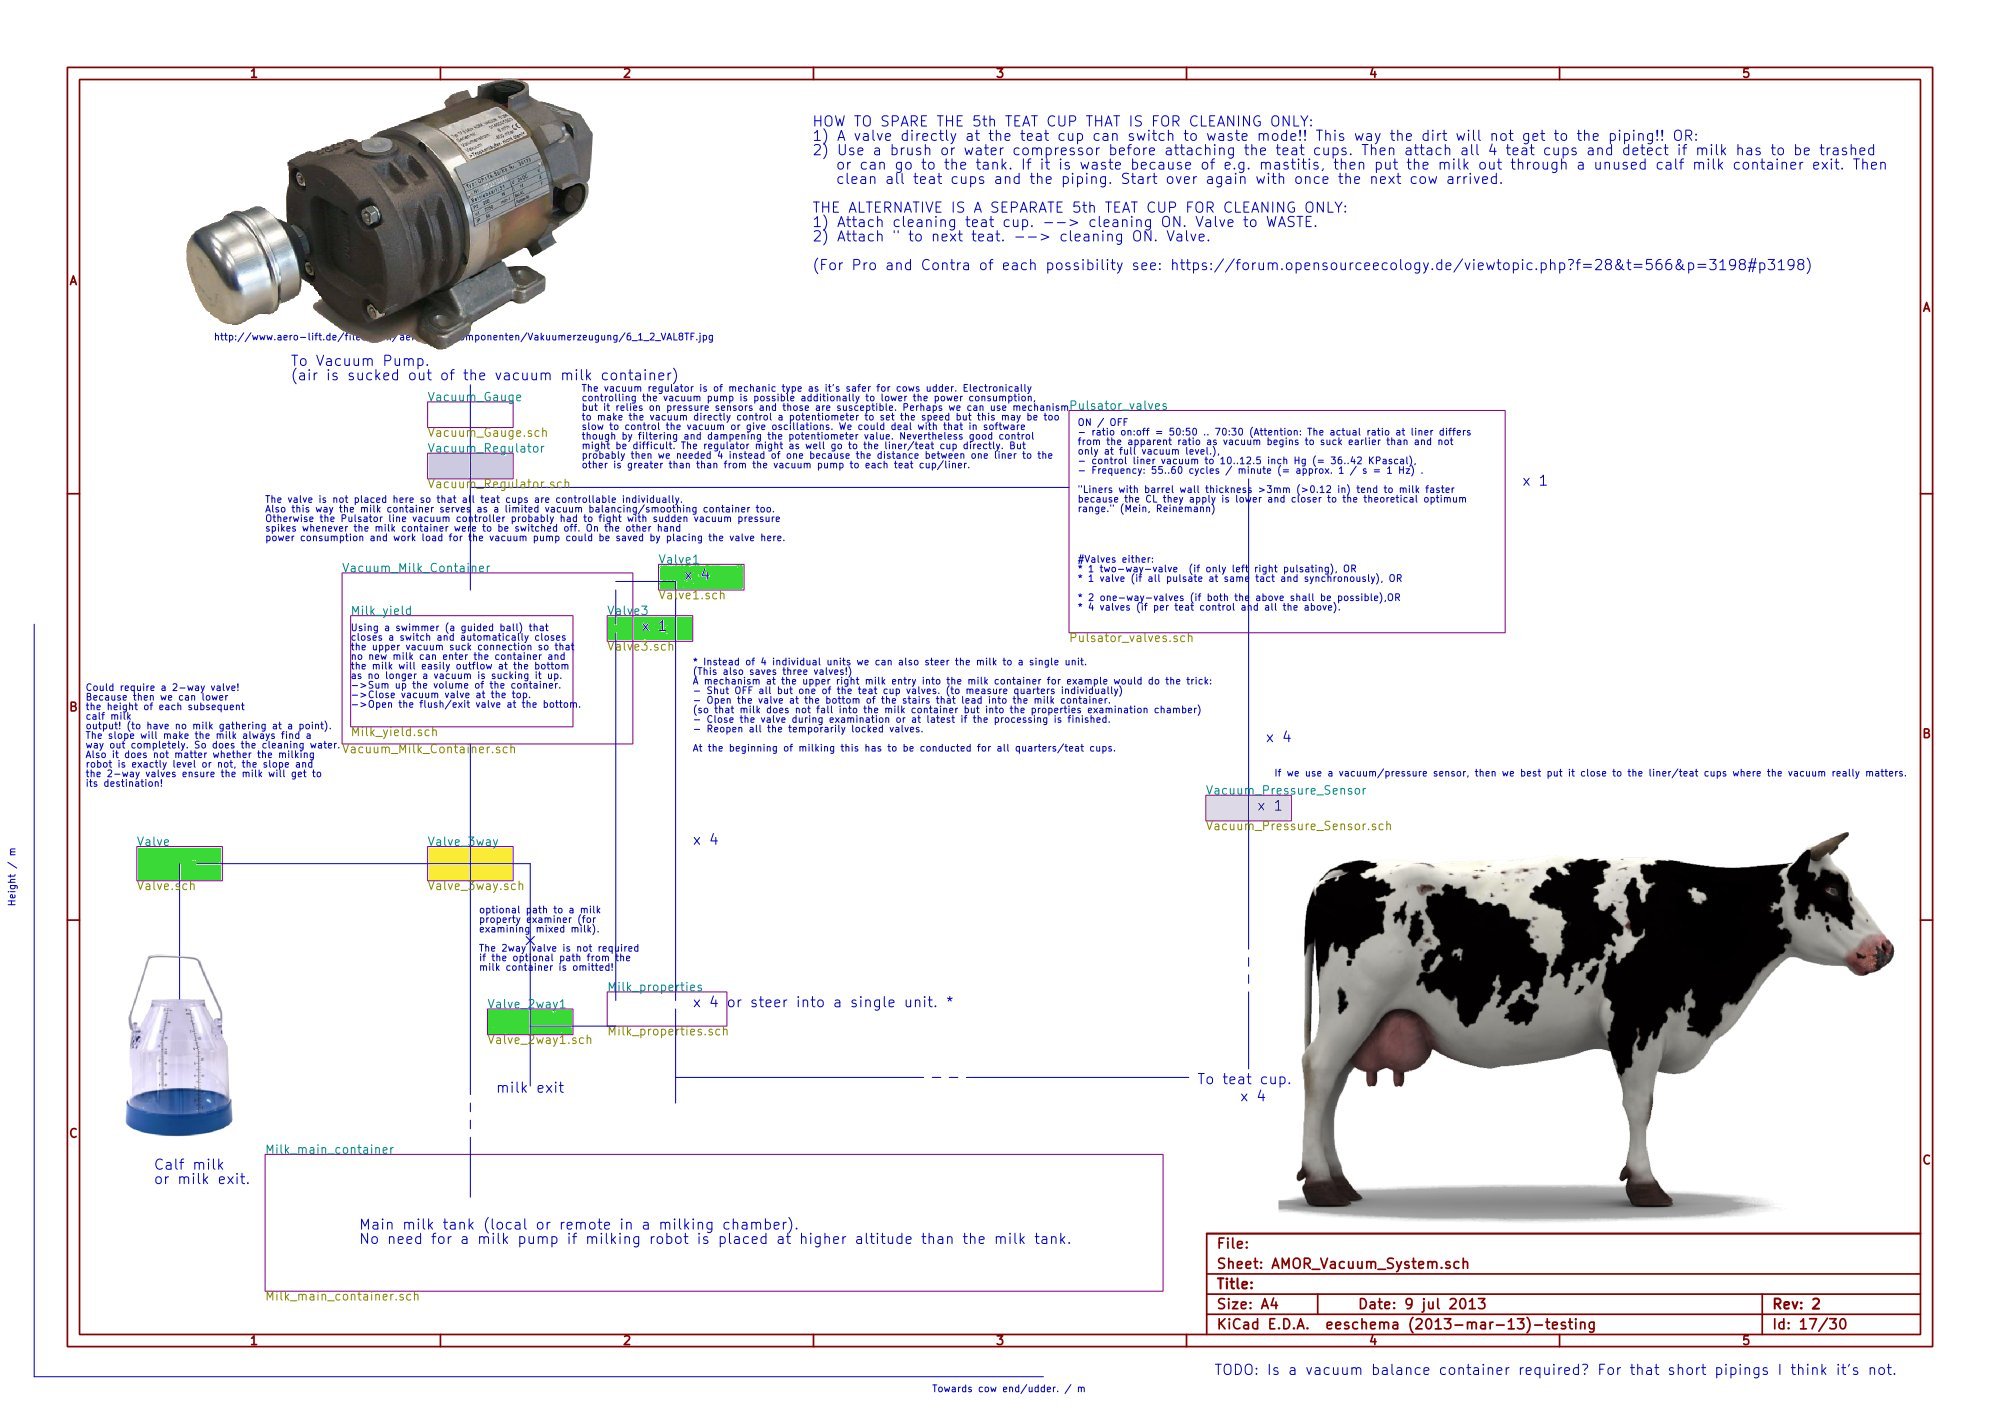 1 2 3 4 5
HOW TO SPARE THE 5th TEAT CUP THAT IS FOR CLEANING ONLY:
1) A valve directly at the teat cup can switch to waste mode!! This way the dirt will not get to the piping!! OR:
2) Use a brush or water compressor before attaching the teat cups. Then attach all 4 teat cups and detect if milk has to be trashed
or can go to the tank. If it is waste because of e.g. mastitis, then put the milk out through a unused calf milk container exit. Then
clean all teat cups and the piping. Start over again with once the next cow arrived.
THE ALTERNATIVE IS A SEPARATE 5th TEAT CUP FOR CLEANING ONLY:
1) Attach cleaning teat cup. --> cleaning ON. Valve to WASTE.
2) Attach " to next teat. --> cleaning ON. Valve.
(For Pro and Contra of each possibility see: https://forum.opensourceecology.de/viewtopic.php?f=28&t=566&p=3198#p3198)
A
A
http://www.aero-lift.de/ omponenten/Vakuumerzeugung/6_1_2_VAL8TF.jpg
To Vacuum Pump.
(air is sucked out of the vacuum milk container)
Vacuum_Gauge
Vacuum_Gauge.sch
Vacuum_Regulator
Vacuum_Regulator.sch
The vacuum regulator is of mechanic type as it's safer for cows udder. Electronically
controlling the vacuum pump is possible additionally to lower the power consumption,
but it relies on pressure sensors and those are susceptible. Perhaps we can use mechanism
to make the vacuum directly control a potentiometer to set the speed but this may be too
slow to control the vacuum or give oscillations. We could deal with that in software
though by filtering and dampening the potentiometer value. Nevertheless good control
might be difficult. The regulator might as well go to the liner/teat cup directly. But
probably then we needed 4 instead of one because the distance between one liner to the
other is greater than than from the vacuum pump to each teat cup/liner.
Pulsator_valves
ON / OFF
- ratio on:off = 50:50 .. 70:30 (Attention: The actual ratio at liner differs
from the apparent ratio as vacuum begins to suck earlier than and not
only at full vacuum level.),
- control liner vacuum to 10..12.5 inch Hg (= 36..42 KPascal),
- Frequency: 55..60 cycles / minute (= approx. 1 / s = 1 Hz) .
"Liners with barrel wall thickness >3mm (>0.12 in) tend to milk faster
because the CL they apply is lower and closer to the theoretical optimum
range." (Mein, Reinemann)
#Valves either:
* 1 two-way-valve (if only left right pulsating), OR
* 1 valve (if all pulsate at same tact and synchronously), OR
* 2 one-way-valves (if both the above shall be possible),OR
* 4 valves (if per teat control and all the above).
Pulsator_valves.sch
x 1
The valve is not placed here so that all teat cups are controllable individually.
Also this way the milk container serves as a limited vacuum balancing/smoothing container too.
Otherwise the Pulsator line vacuum controller probably had to fight with sudden vacuum pressure
spikes whenever the milk container were to be switched off. On the other hand
power consumption and work load for the vacuum pump could be saved by placing the valve here.
Vacuum_Milk_Container
Milk_yield
Using a swimmer (a guided ball) that
closes a switch and automatically closes
the upper vacuum suck connection so that
no new milk can enter the container and
the milk will easily outflow at the bottom
as no longer a vacuum is sucking it up.
->Sum up the volume of the container.
->Close vacuum valve at the top.
->Open the flush/exit valve at the bottom.
Milk_yield.sch
Vacuum_Milk_Container.sch
Valve1
x 4
Valve1.sch
Valve3
x 1
Valve3.sch
* Instead of 4 individual units we can also steer the milk to a single unit.
(This also saves three valves!)
A mechanism at the upper right milk entry into the milk container for example would do the trick:
- Shut OFF all but one of the teat cup valves. (to measure quarters individually)
- Open the valve at the bottom of the stairs that lead into the milk container.
(so that milk does not fall into the milk container but into the properties examination chamber)
- Close the valve during examination or at latest if the processing is finished.
- Reopen all the temporarily locked valves.
At the beginning of milking this has to be conducted for all quarters/teat cups.
Could require a 2-way valve!
Because then we can lower
the height of each subsequent
calf milk
output! (to have no milk gathering at a point).
The slope will make the milk always find a
way out completely. So does the cleaning water.
Also it does not matter whether the milking
robot is exactly level or not, the slope and
the 2-way valves ensure the milk will get to
its destination!
B
B
x 4
If we use a vacuum/pressure sensor, then we best put it close to the liner/teat cups where the vacuum really matters.
Vacuum_Pressure_Sensor
x 1
Vacuum_Pressure_Sensor.sch
Height / m
Valve
Valve.sch
Valve_3way
Valve_3way.sch
x 4
optional path to a milk
property examiner (for
examining mixed milk).
The 2way valve is not required
if the optional path from the
milk container is omitted!
Valve_2way1
Valve_2way1.sch
Milk_properties
x 4 or steer into a single unit. *
Milk_properties.sch
milk exit
To teat cup.
x 4
C
C
Calf milk
or milk exit.
Milk_main_container
Main milk tank (local or remote in a milking chamber).
No need for a milk pump if milking robot is placed at higher altitude than the milk tank.
Milk_main_container.sch
File:
Sheet: AMOR_Vacuum_System.sch
Title:
Size: A4 Date: 9 jul 2013 Rev: 2
KiCad E.D.A. eeschema (2013-mar-13)-testing Id: 17/30
1 2 3 4 5
TODO: Is a vacuum balance container required? For that short pipings I think it's not.
Towards cow end/udder. / m